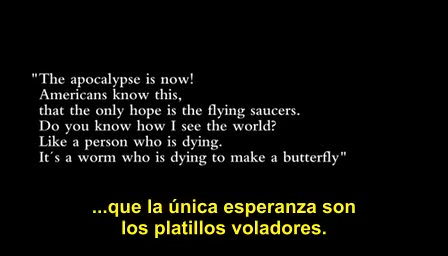 "The apocalypse is now!
Americans know this,
that the only hope is the flying saucers.
Do you know how I see the world?
Like a person who is dying.
It´s a worm who is dying to make a butterfly"
...que la única esperanza son
los platillos voladores.